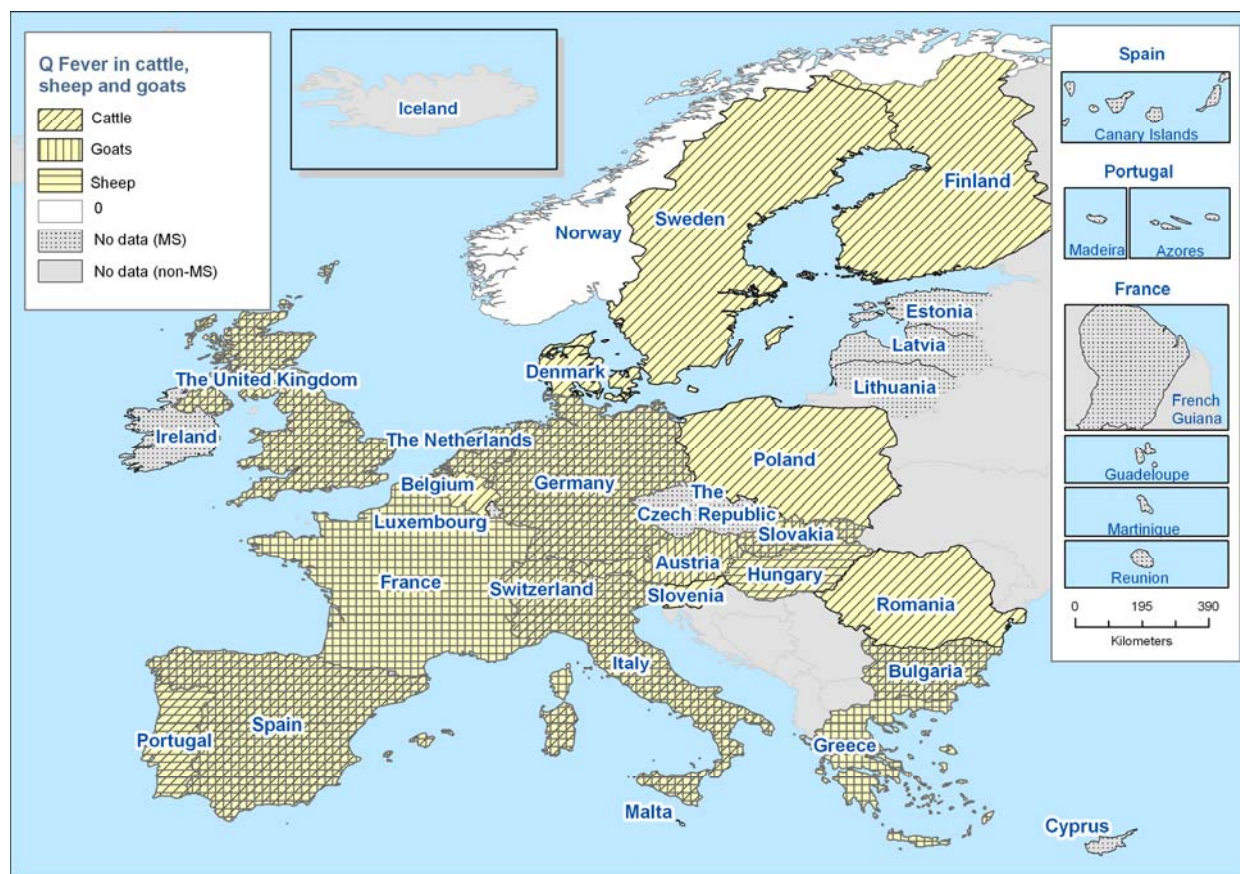 Q Fever in cattle,
sheep and goats
Cattle
Goats
Sheep
0
No data (MS)
No data (non-MS)
Iceland
Norway
Sweden
Finland
Estonia
Latvia
Lithuania
Denmark
The United Kingdom
Ireland
The Netherlands
Belgium
Luxembourg
Germany
Poland
The
Czech Republic
Slovakia
Austria
Hungary
Slovenia
Switzerland
France
Romania
Bulgaria
Italy
Spain
Portugal
Greece
Malta
Cyprus
Spain
Canary Islands
Portugal
Madeira
Azores
France
French
Guiana
Guadeloupe
Martinique
Reunion
0 195 390
Kilometers